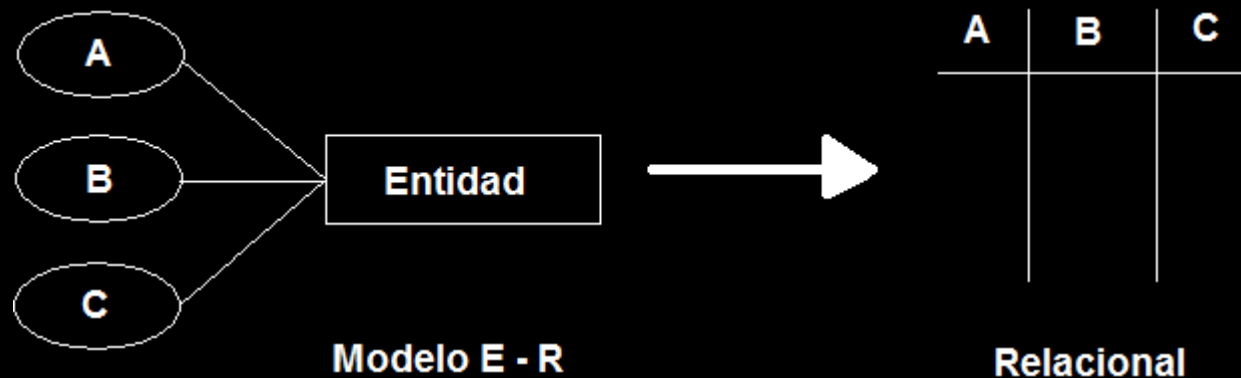 A
B
C
Entidad
Modelo E - R
A B C
Relacional